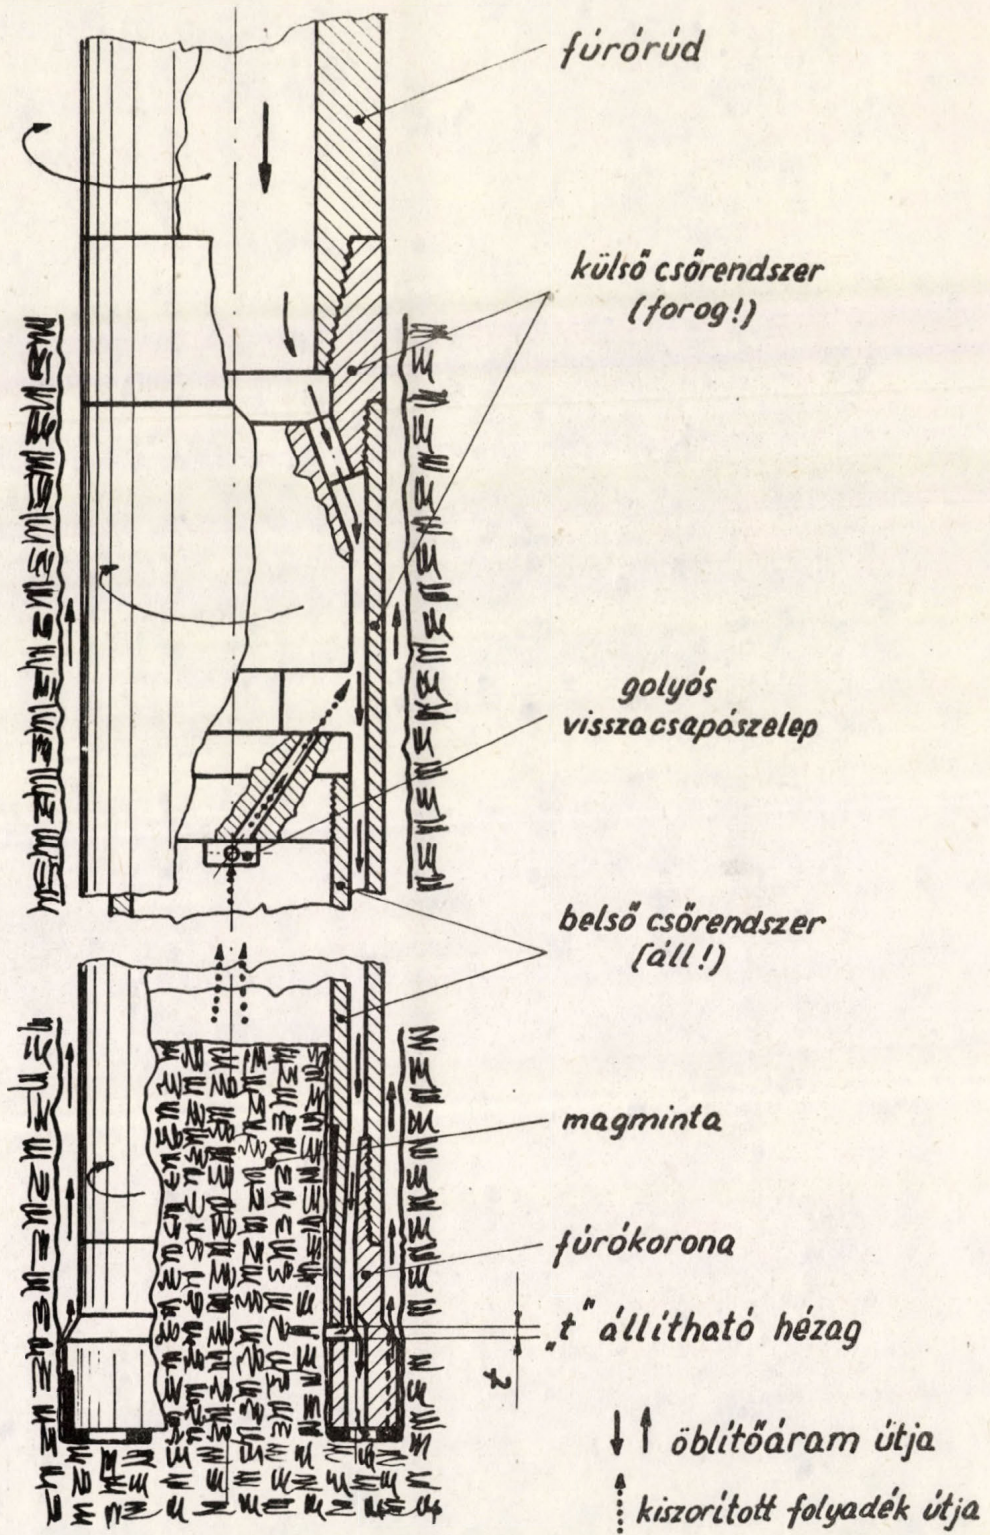 fúrórúd
külső csőrendszer
(forog!)
golyós
visszacsapószelep
belső csőrendszer
(áll!)
magminta
fúrókorona
„t" állítható hézag
t
öblítőáram útja
kiszorított folyadék útja